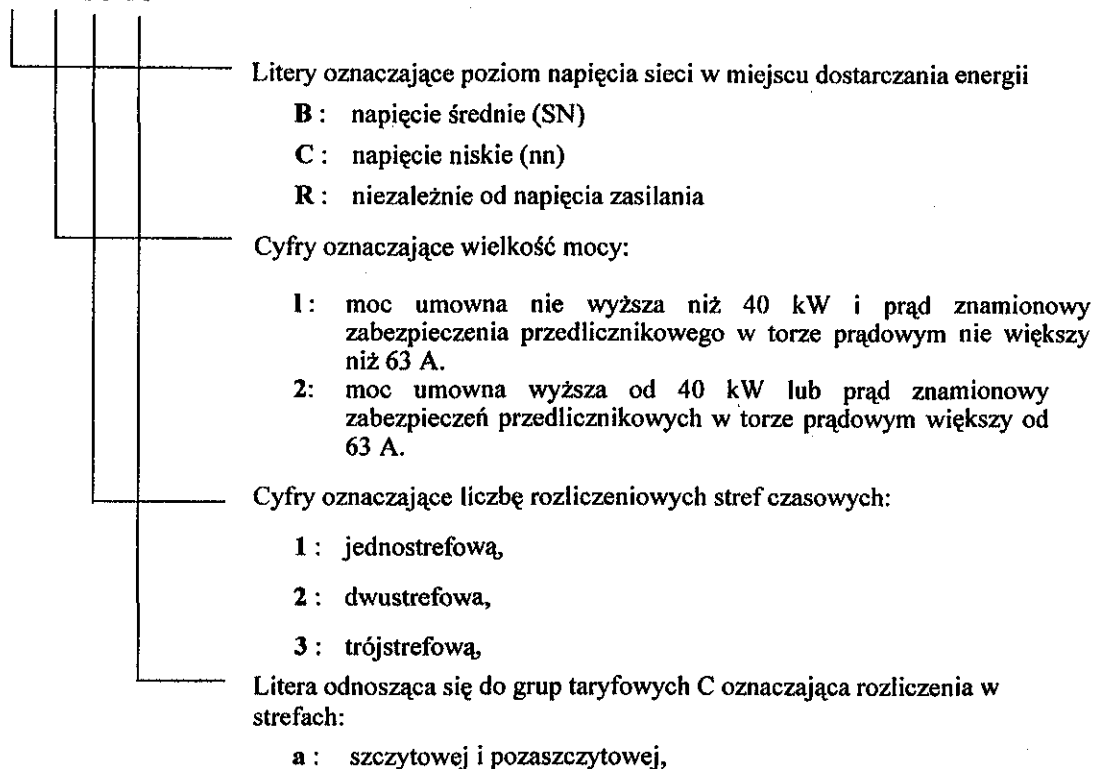 Litery oznaczające poziom napięcia sieci w miejscu dostarczania energii
B : napięcie średnie (SN)
C : napięcie niskie (nn)
R : niezależnie od napięcia zasilania
Cyfry oznaczające wielkość mocy:
1 : moc umowna nie wyższa niż 40 kW i prąd znamionowy
zabezpieczenia przedlicznikowego w torze prądowym nie większy
niż 63 A.
2: moc umowna wyższa od 40 kW lub prąd znamionowy
zabezpieczeń przedlicznikowych w torze prądowym większy od
63 A.
Cyfry oznaczające liczbę rozliczeniowych stref czasowych:
1 : jednostrefową,
2 : dwustrefowa,
3 : trójstrefową,
Litera odnosząca się do grup taryfowych C oznaczająca rozliczenia w
strefach:
a : szczytowej i pozaszczytowej,